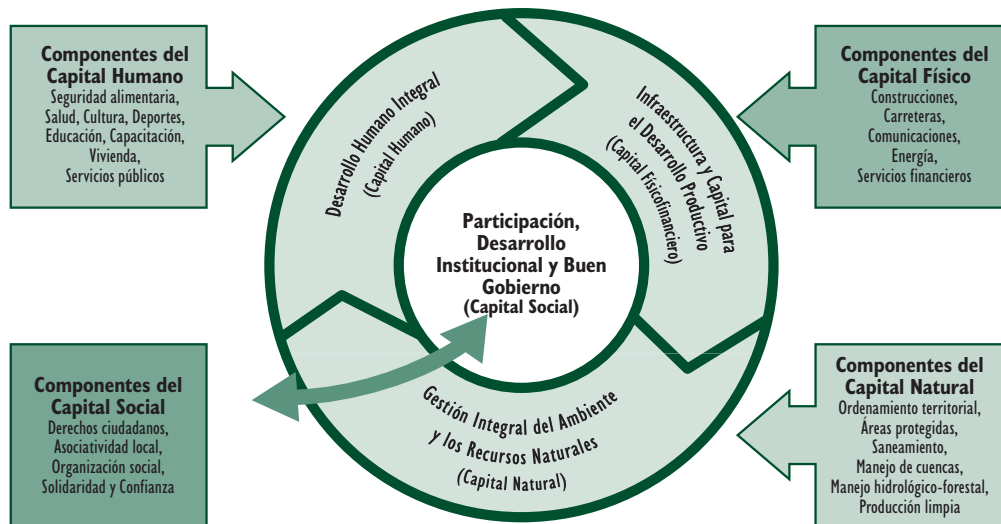 Componentes del
Capital Humano
Seguridad alimentaria,
Salud, Cultura, Deportes,
Educación, Capacitación,
Vivienda,
Servicios públicos
Desarrollo Humano Integral
(Capital Humano)
Infraestructura y Capital para
el Desarrollo Productivo
(Capital Físicofinanciero)
Componentes del
Capital Físico
Construcciones,
Carreteras,
Comunicaciones,
Energía,
Servicios financieros
Participación,
Desarrollo
Institucional y Buen
Gobierno
(Capital Social)
Componentes del
Capital Social
Derechos ciudadanos,
Asociatividad local,
Organización social,
Solidaridad y Confianza
Gestión Integral del Ambiente
y los Recursos Naturales
(Capital Natural)
Componentes del
Capital Natural
Ordenamiento territorial,
Áreas protegidas,
Saneamiento,
Manejo de cuencas,
Manejo hidrológico-forestal,
Producción limpia